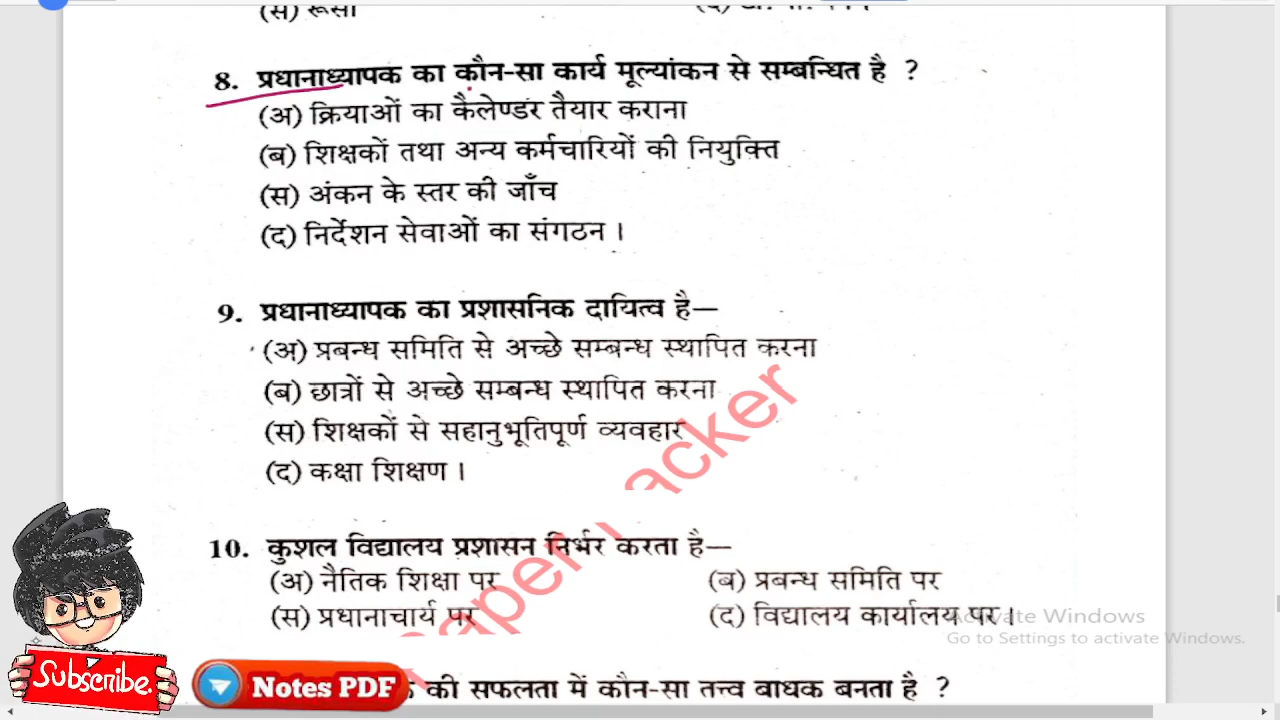 (स) रूसो
8. प्रधानाध्यापक का कौन-सा कार्य मूल्यांकन से सम्बन्धित है ?
(अ) क्रियाओं का कैलेण्डर तैयार कराना
(ब) शिक्षकों तथा अन्य कर्मचारियों की नियुक्ति
(स) अंकन के स्तर की जाँच
(द) निर्देशन सेवाओं का संगठन ।
9. प्रधानाध्यापक का प्रशासनिक दायित्व है—
(अ) प्रबन्ध समिति से अच्छे सम्बन्ध स्थापित करना
(ब) छात्रों से अच्छे सम्बन्ध स्थापित करना
(स) शिक्षकों से सहानुभूतिपूर्ण व्यवहार
(द) कक्षा शिक्षण ।
10. कुशल विद्यालय प्रशासन निर्भर करता है—
(अ) नैतिक शिक्षा पर (ब) प्रबन्ध समिति पर
(स) प्रधानाचार्य पर (द) विद्यालय कार्यालय पर ।
Activate Windows
Go to Settings to activate Windows.
की सफलता में कौन-सा तत्त्व बाधक बनता है ?
Subscribe.
Notes PDF